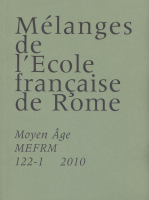 Mélanges
de
l'Ecole
française
de Rome
Moyen Âge
MEFRM
122-1 2010